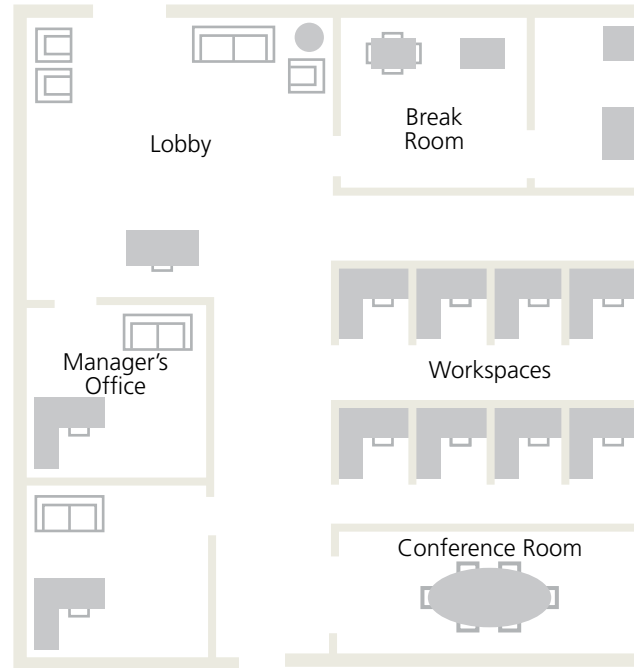 Lobby
Break
Room
Manager’s
Office
Workspaces
Conference Room